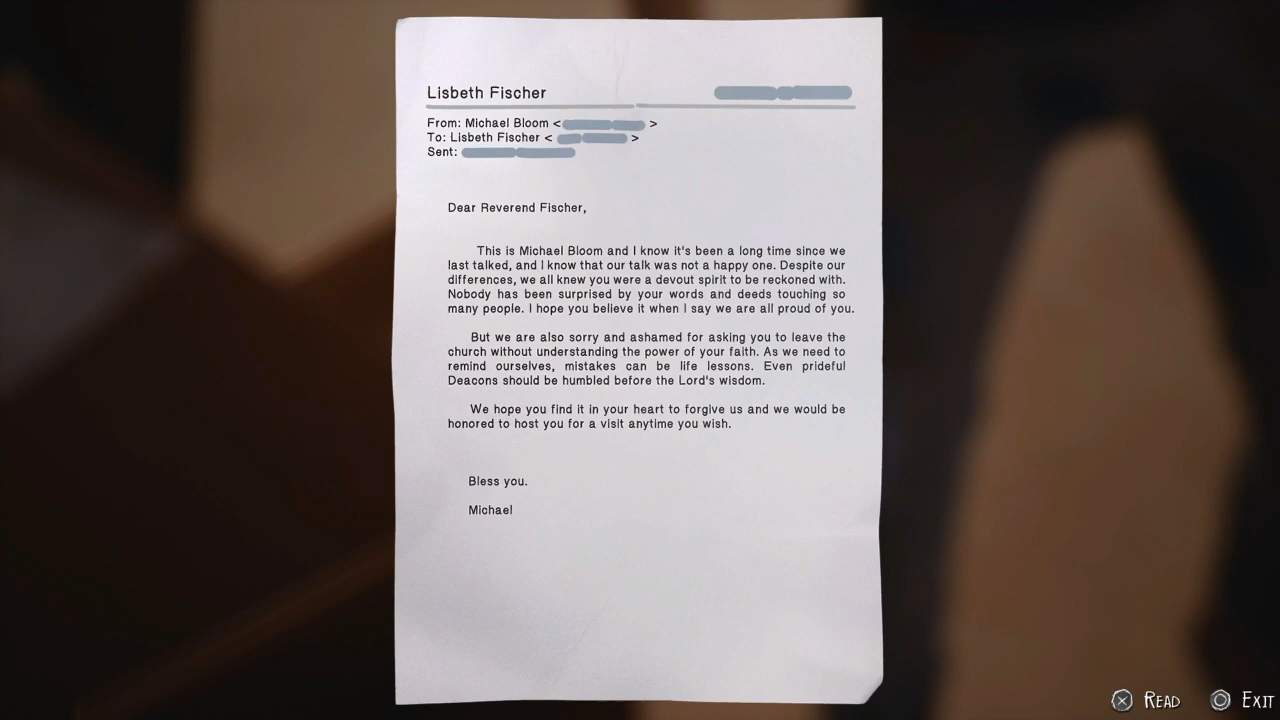 Lisbeth Fischer
From: Michael Bloom < >
To: Lisbeth Fischer < >
Sent:
Dear Reverend Fischer,
This is Michael Bloom and I know it's been a long time since we
last talked, and I know that our talk was not a happy one. Despite our
differences, we all knew you were a devout spirit to be reckoned with.
Nobody has been surprised by your words and deeds touching so
many people. I hope you believe it when I say we are all proud of you.
But we are also sorry and ashamed for asking you to leave the
church without understanding the power of your faith. As we need to
remind ourselves, mistakes can be life lessons. Even prideful
Deacons should be humbled before the Lord's wisdom.
We hope you find it in your heart to forgive us and we would be
honored to host you for a visit anytime you wish.
Bless you.
Michael
READ
EXIT